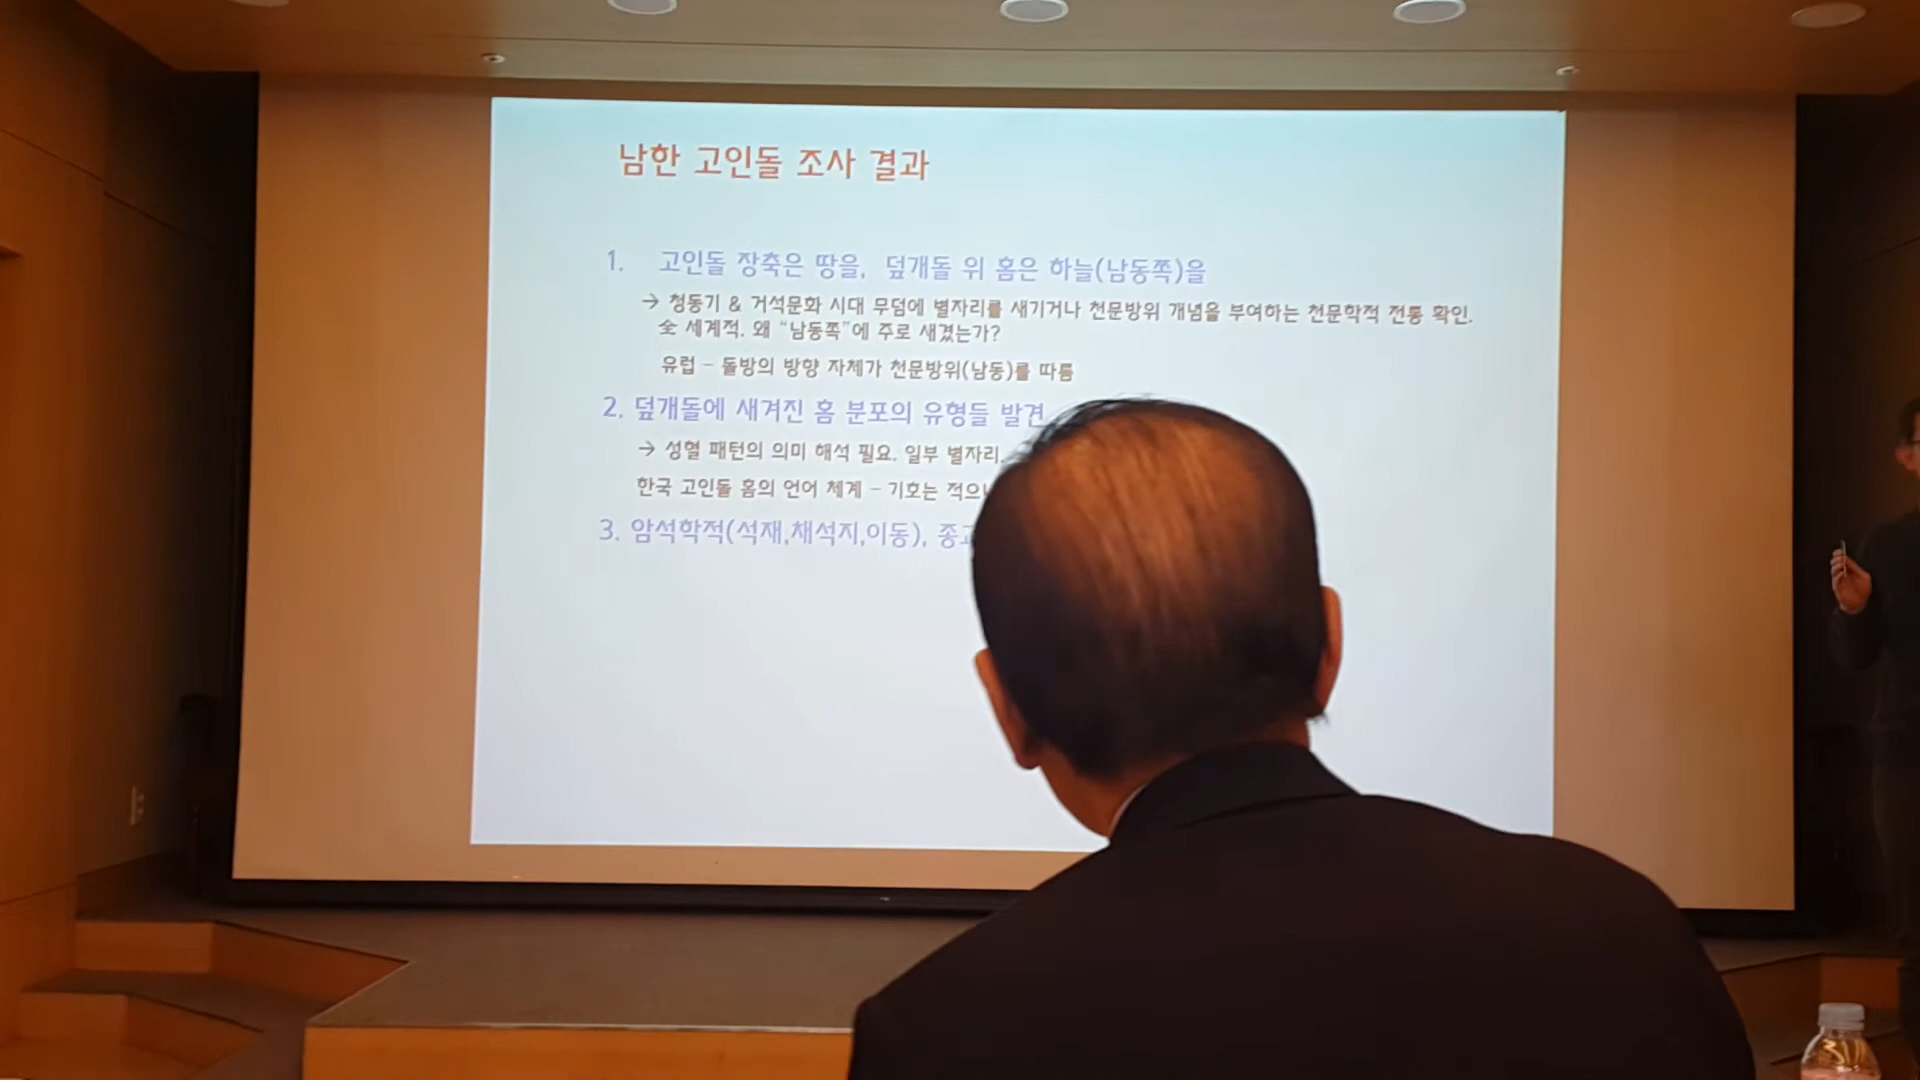 남한 고인돌 조사 결과
1. 고인돌 장축은 땅을, 덮개돌 위 홈은 하늘(남동쪽)을
→ 청동기 & 거석문화 시대 무덤에 별자리를 새기거나 천문방위 개념을 부여하는 천문학적 전통 확인.
全 세계적. 왜 "남동쪽"에 주로 새겼는가?
유럽 – 돌방의 방향 자체가 천문방위(남동)를 따름
2. 덮개돌에 새겨진 홈 분포의 유형들 발견
→ 성혈 패턴의 의미 해석 필요. 일부 별자리.
한국 고인돌 홈의 언어 체계 – 기호는
3. 암석학적(석재,채석지,이동),